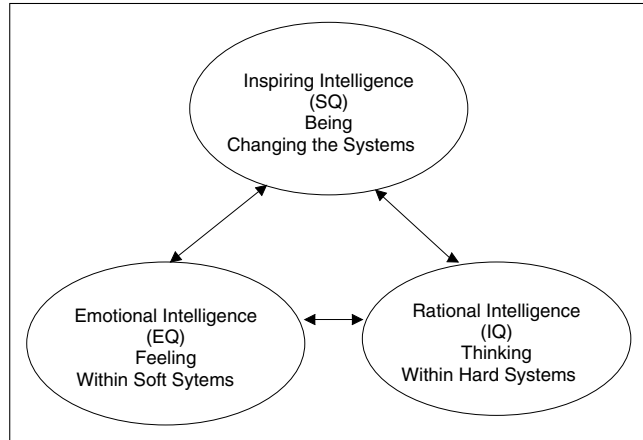 Inspiring Intelligence
(SQ)
Being
Changing the Systems
Emotional Intelligence
(EQ)
Feeling
Within Soft Sytems
Rational Intelligence
(IQ)
Thinking
Within Hard Systems